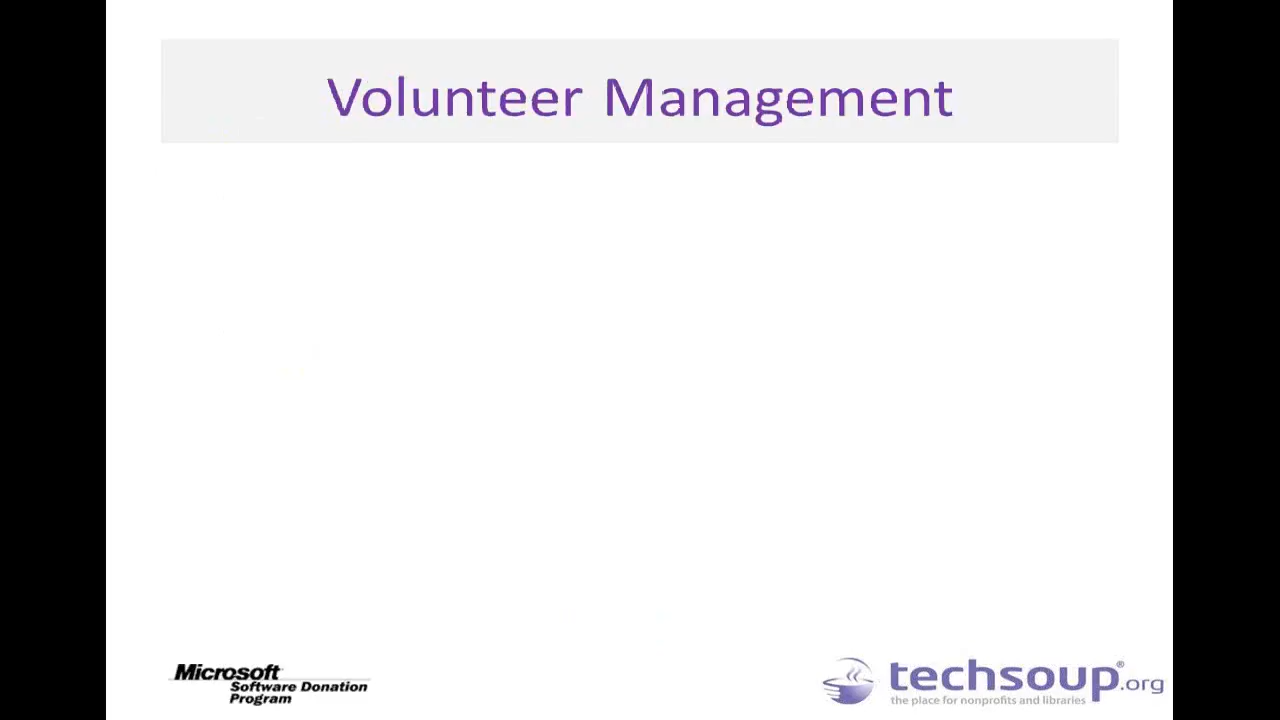 Volunteer Management
Microsoft
Software Donation
Program
techsoup®.org
the place for nonprofits and libraries